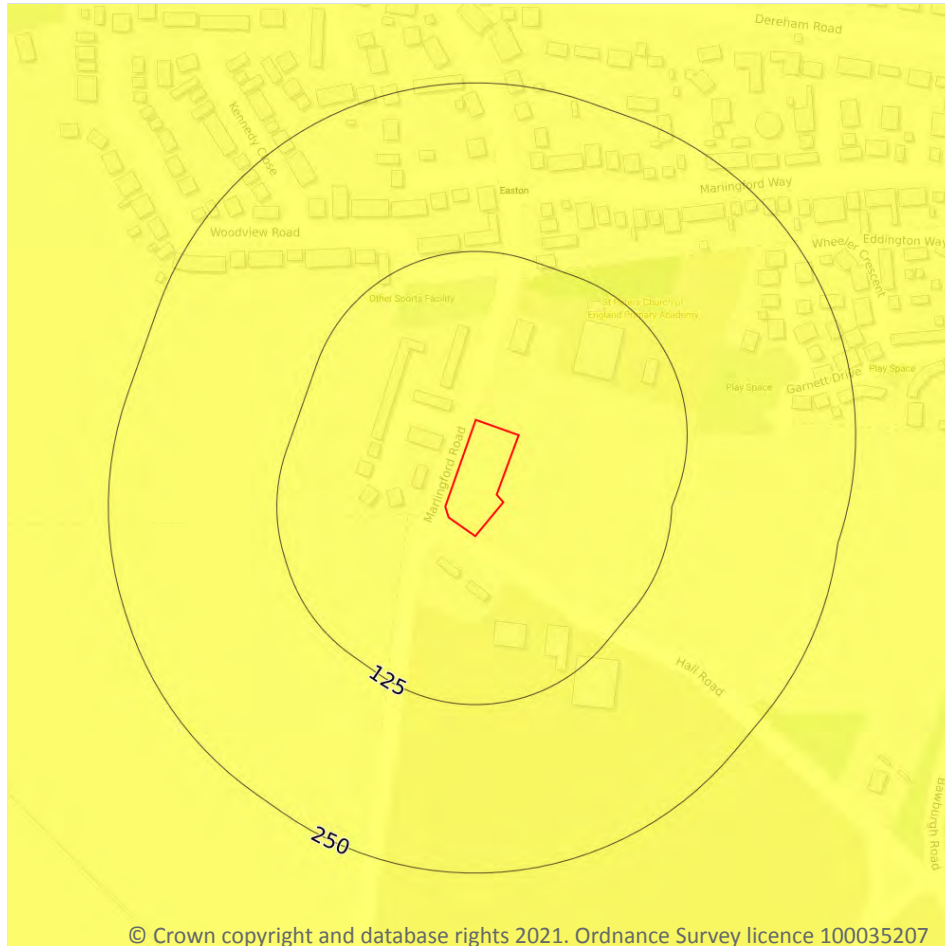 Dereham Road
Kennedy Close
Easton
Marlingford Way
Woodview Road
Wheeler Crescent
Eddington Way
Other Sports Facility
St Peters Church of
England Primary Academy
Play Space
Garnett Drive
Play Space
Marlingford Road
125
Hall Road
Bawburgh Road
250
© Crown copyright and database rights 2021. Ordnance Survey licence 100035207